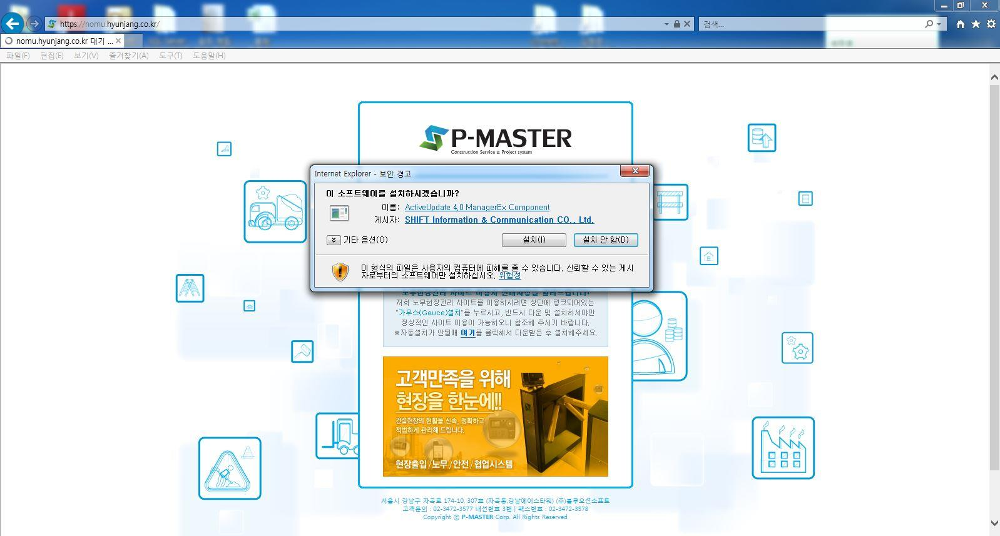 https://nomu.hyunjang.co.kr/
검색...
nomu.hyunjang.co.kr 대기 ...
파일(F) 편집(E) 보기(V) 즐겨찾기(A) 도구(T) 도움말(H)
P-MASTER
Construction Service & Project system
Internet Explorer - 보안 경고
이 소프트웨어를 설치하시겠습니까?
이름: ActiveUpdate 4,0 ManagerEx Component
게시자: SHIFT Information & Communication CO,, Ltd,
기타 옵션(O)
설치(I)
설치 안 함(D)
이 형식의 파일은 사용자의 컴퓨터에 피해를 줄 수 있습니다. 신뢰할 수 있는 게시
자로부터의 소프트웨어만 설치하십시오. 위험성
저희 노무현장관리 사이트를 이용하시려면 상단에 링크되어있는
"가우스(Gauce)설치"를 누르시고, 반드시 다운 및 설치하셔야만
정상적인 사이트 이용이 가능하오니 참조해 주시기 바랍니다.
※자동설치가 안될때 여기를 클릭해서 다운받은 후 설치해주세요.
고객만족을 위해
현장을 한눈에!!
건설현장의 현황을 신속, 정확하고
적법하게 관리해 드립니다.
현장출입/노무/안전/협업시스템
서울시 강남구 자곡로 174-10, 307호 (자곡동,강남에이스타워) (주)블루오션소프트
고객문의 : 02-3472-3577 내선번호 3번 | 팩스번호 : 02-3472-3578
Copyright ⓒ P-MASTER Corp. All Rights Reserved